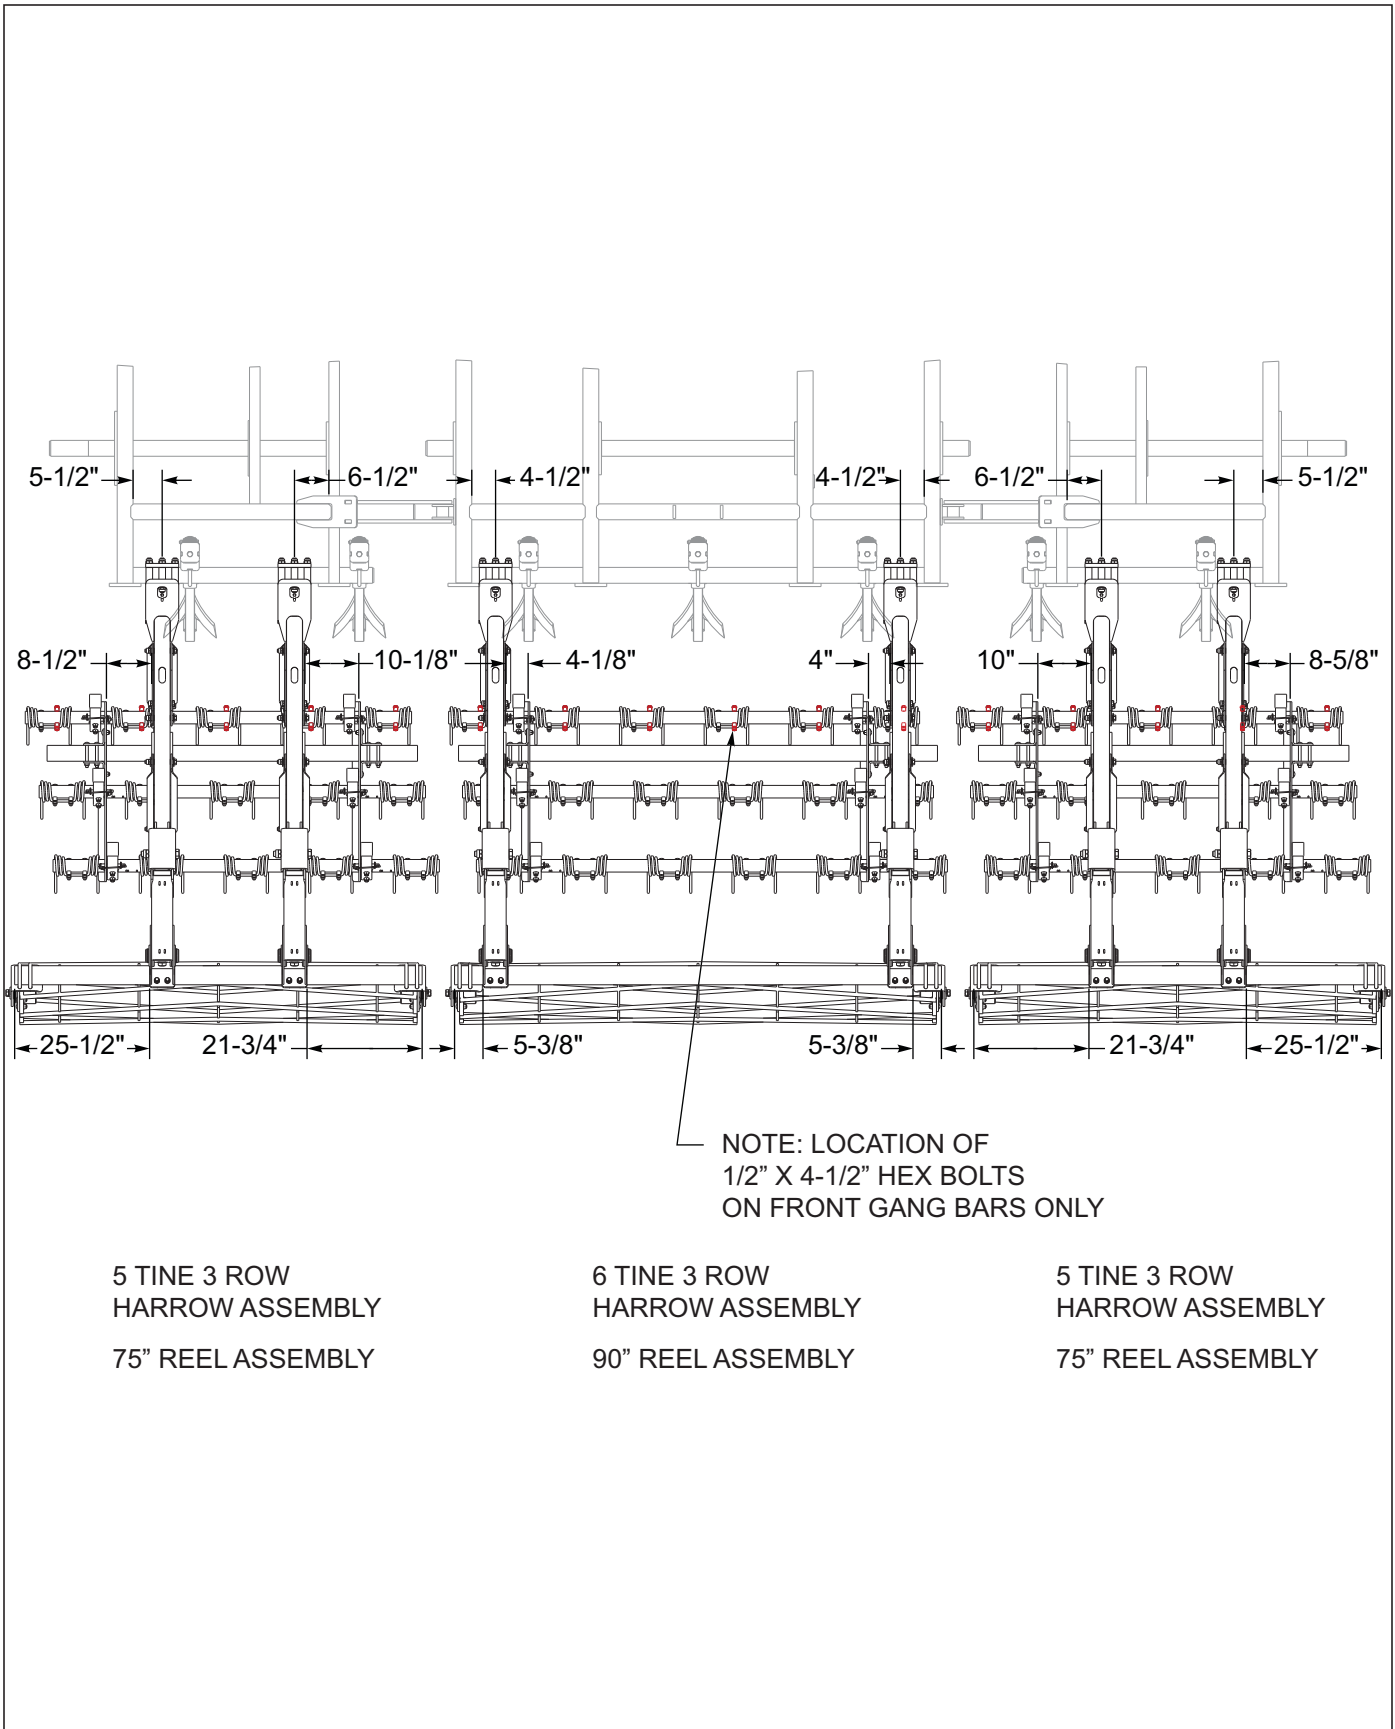 5-1/2" 6-1/2" 4-1/2" 4-1/2" 6-1/2" 5-1/2"
8-1/2" 10-1/8" 4-1/8" 4" 10" 8-5/8"
25-1/2" 21-3/4" 5-3/8" 5-3/8" 21-3/4" 25-1/2"
NOTE: LOCATION OF
1/2” X 4-1/2” HEX BOLTS
ON FRONT GANG BARS ONLY
5 TINE 3 ROW
HARROW ASSEMBLY
75” REEL ASSEMBLY
6 TINE 3 ROW
HARROW ASSEMBLY
90” REEL ASSEMBLY
5 TINE 3 ROW
HARROW ASSEMBLY
75” REEL ASSEMBLY